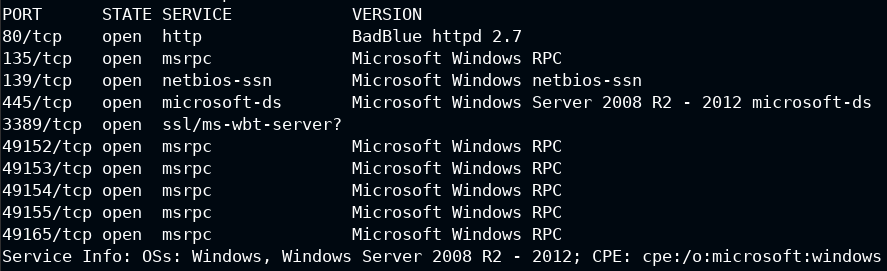 PORT      STATE SERVICE            VERSION
80/tcp    open  http               BadBlue httpd 2.7
135/tcp   open  msrpc              Microsoft Windows RPC
139/tcp   open  netbios-ssn        Microsoft Windows netbios-ssn
445/tcp   open  microsoft-ds       Microsoft Windows Server 2008 R2 - 2012 microsoft-ds
3389/tcp  open  ssl/ms-wbt-server?
49152/tcp open  msrpc              Microsoft Windows RPC
49153/tcp open  msrpc              Microsoft Windows RPC
49154/tcp open  msrpc              Microsoft Windows RPC
49155/tcp open  msrpc              Microsoft Windows RPC
49165/tcp open  msrpc              Microsoft Windows RPC
Service Info: OSs: Windows, Windows Server 2008 R2 - 2012; CPE: cpe:/o:microsoft:windows